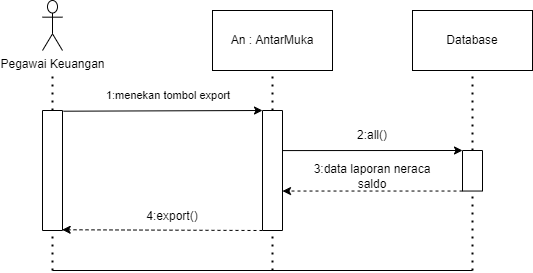 An : AntarMuka
Database
Pegawai Keuangan
1:menekan tombol export
2:all()
3:data laporan neraca
saldo
4:export()